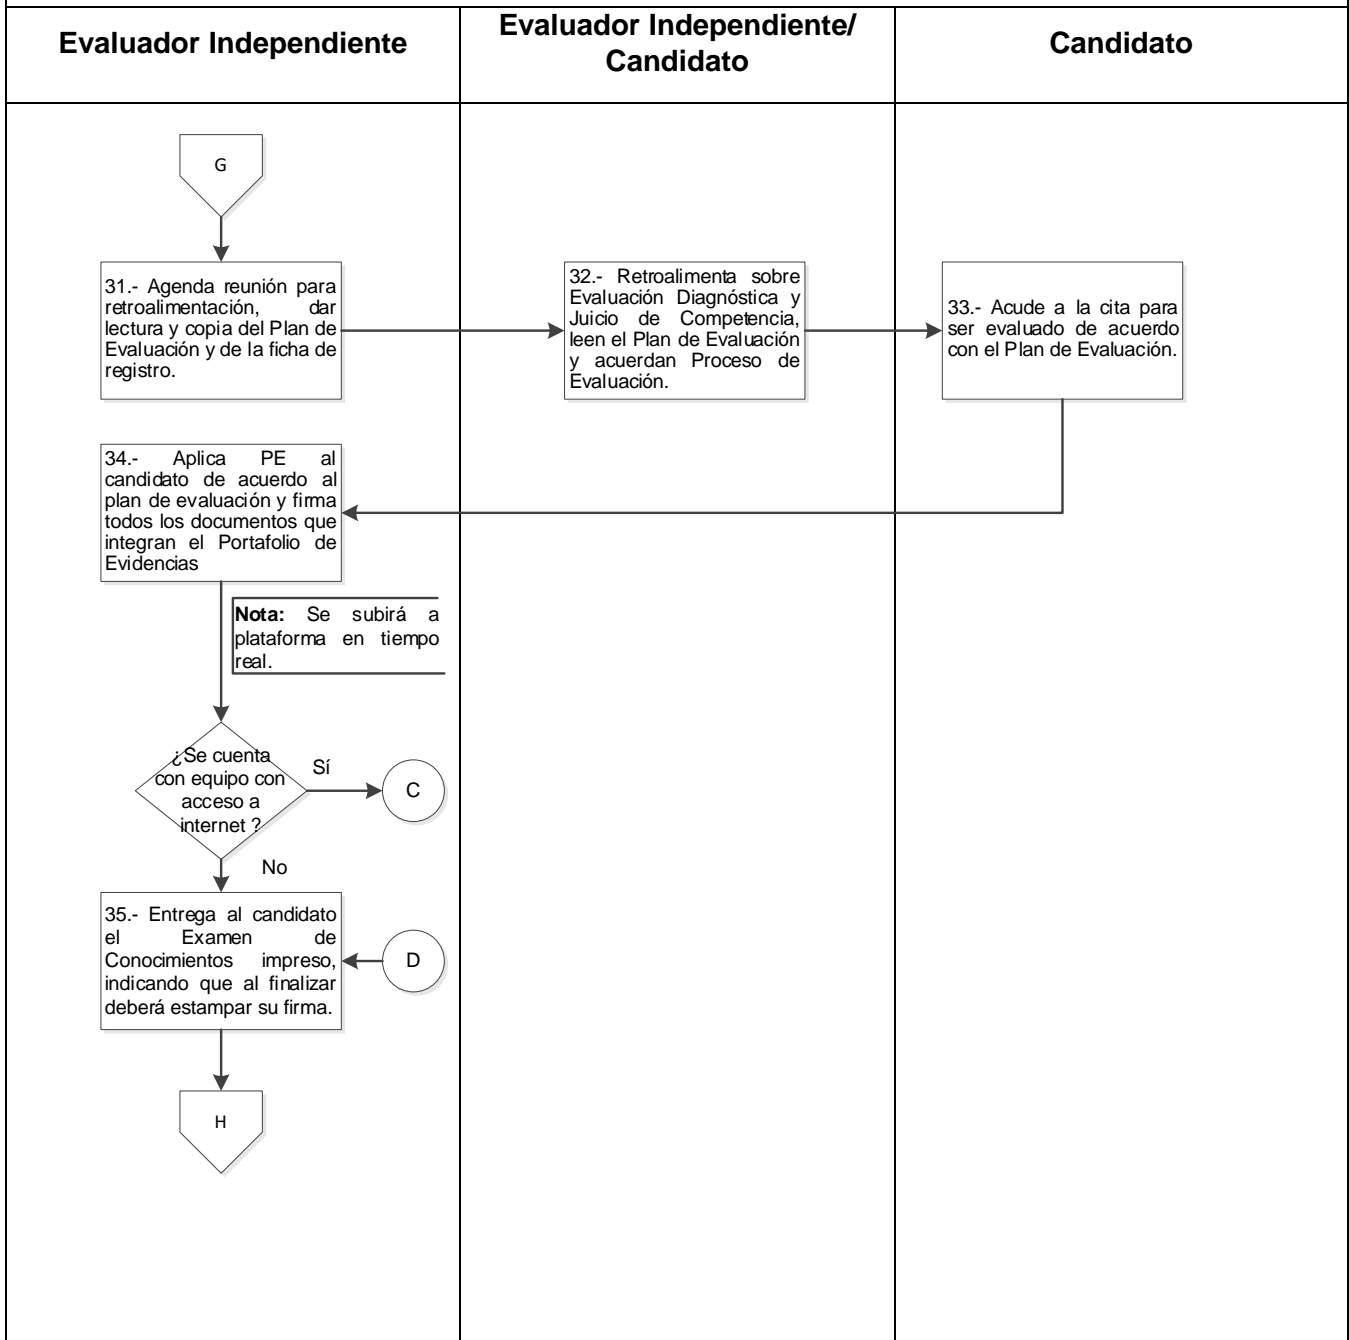 Evaluador Independiente
Evaluador Independiente/
Candidato
Candidato
G
31.- Agenda reunión para
retroalimentación, dar
lectura y copia del Plan de
Evaluación y de la ficha de
registro.
32.- Retroalimenta sobre
Evaluación Diagnóstica y
Juicio de Competencia,
leen el Plan de Evaluación
y acuerdan Proceso de
Evaluación.
33.- Acude a la cita para
ser evaluado de acuerdo
con el Plan de Evaluación.
34.- Aplica PE al
candidato de acuerdo al
plan de evaluación y firma
todos los documentos que
integran el Portafolio de
Evidencias
Nota: Se subirá a
plataforma en tiempo
real.
¿Se cuenta
con equipo con
acceso a
internet ?
Sí
C
No
35.- Entrega al candidato
el Examen de
Conocimientos impreso,
indicando que al finalizar
deberá estampar su firma.
D
H